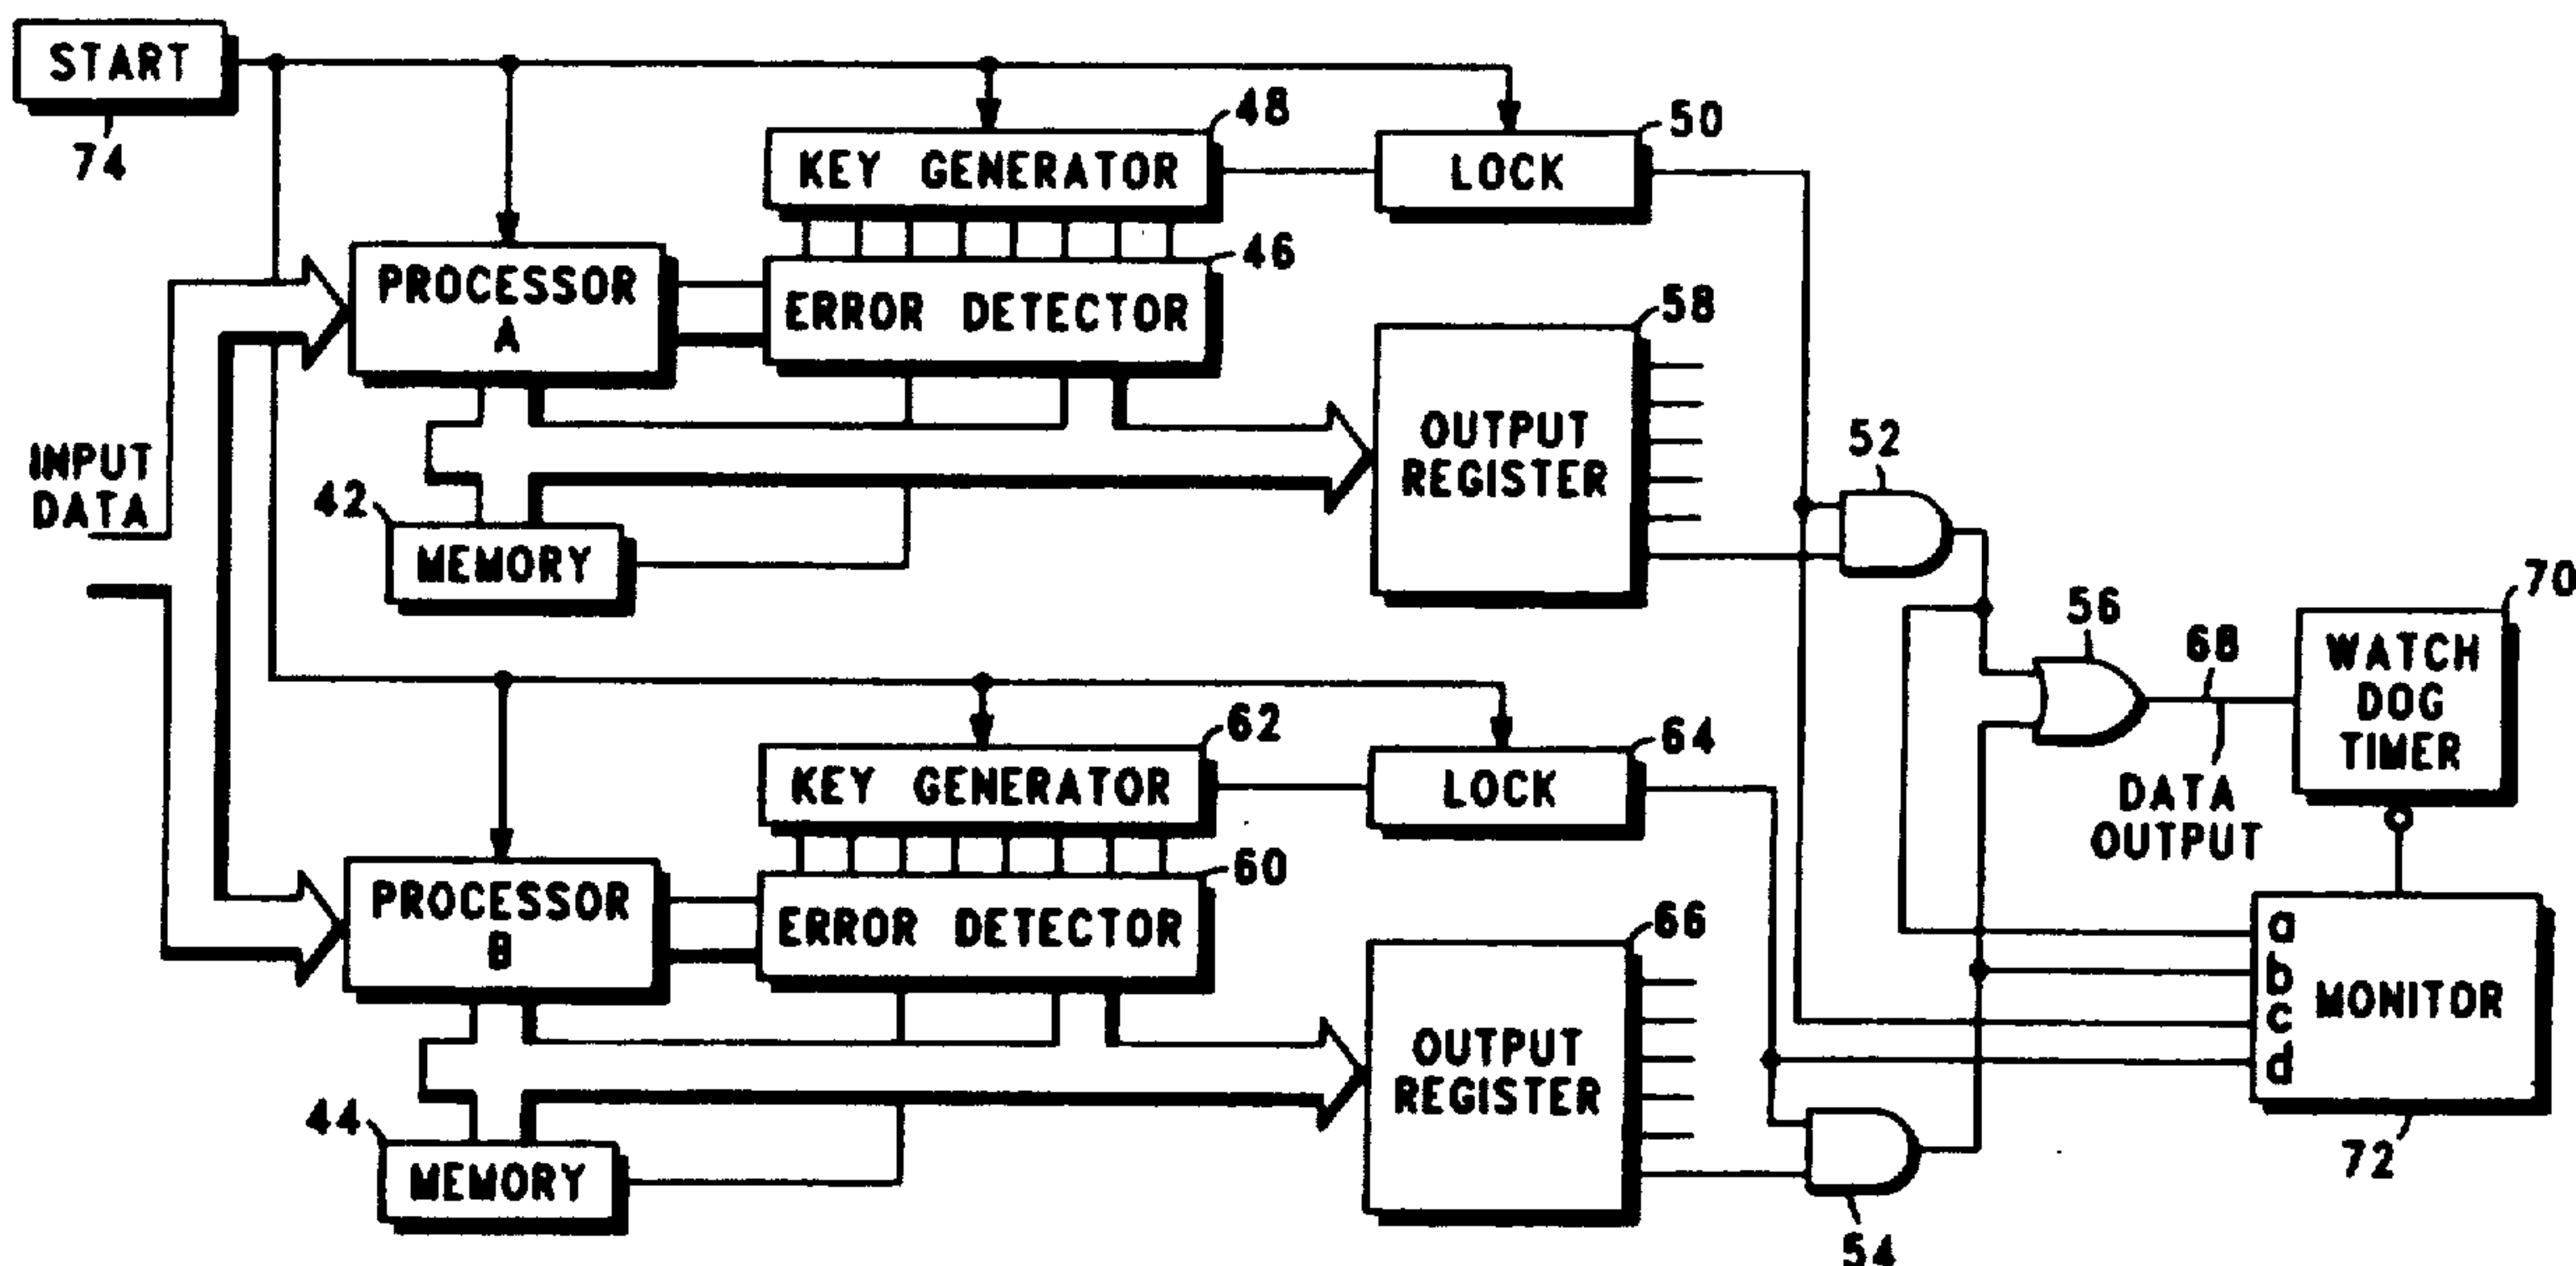 START
74
KEY GENERATOR
48
LOCK
50
PROCESSOR
A
ERROR DETECTOR
46
INPUT
DATA
42
MEMORY
OUTPUT
REGISTER
58
52
56
68
DATA
OUTPUT
WATCH
DOG
TIMER
70
KEY GENERATOR
62
LOCK
64
PROCESSOR
B
ERROR DETECTOR
60
44
MEMORY
OUTPUT
REGISTER
66
54
a
b
c
d
MONITOR
72